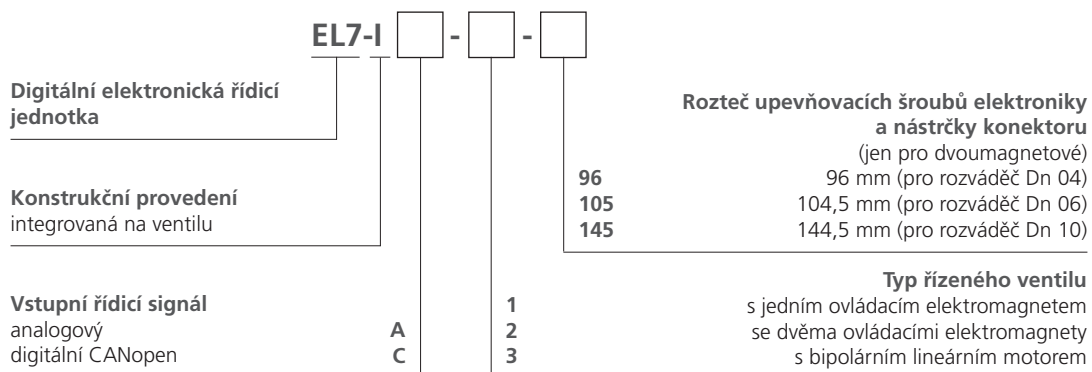 EL7-I - -
Digitální elektronická řídicí
jednotka
Konstrukční provedení
integrovaná na ventilu
Vstupní řídicí signál
analogový A
digitální CANopen C
Rozteč upevňovacích šroubů elektroniky
a nástrčky konektoru
(jen pro dvoumagnetové)
96 96 mm (pro rozváděč Dn 04)
105 104,5 mm (pro rozváděč Dn 06)
145 144,5 mm (pro rozváděč Dn 10)
Typ řízeného ventilu
1 s jedním ovládacím elektromagnetem
2 se dvěma ovládacími elektromagnety
3 s bipolárním lineárním motorem